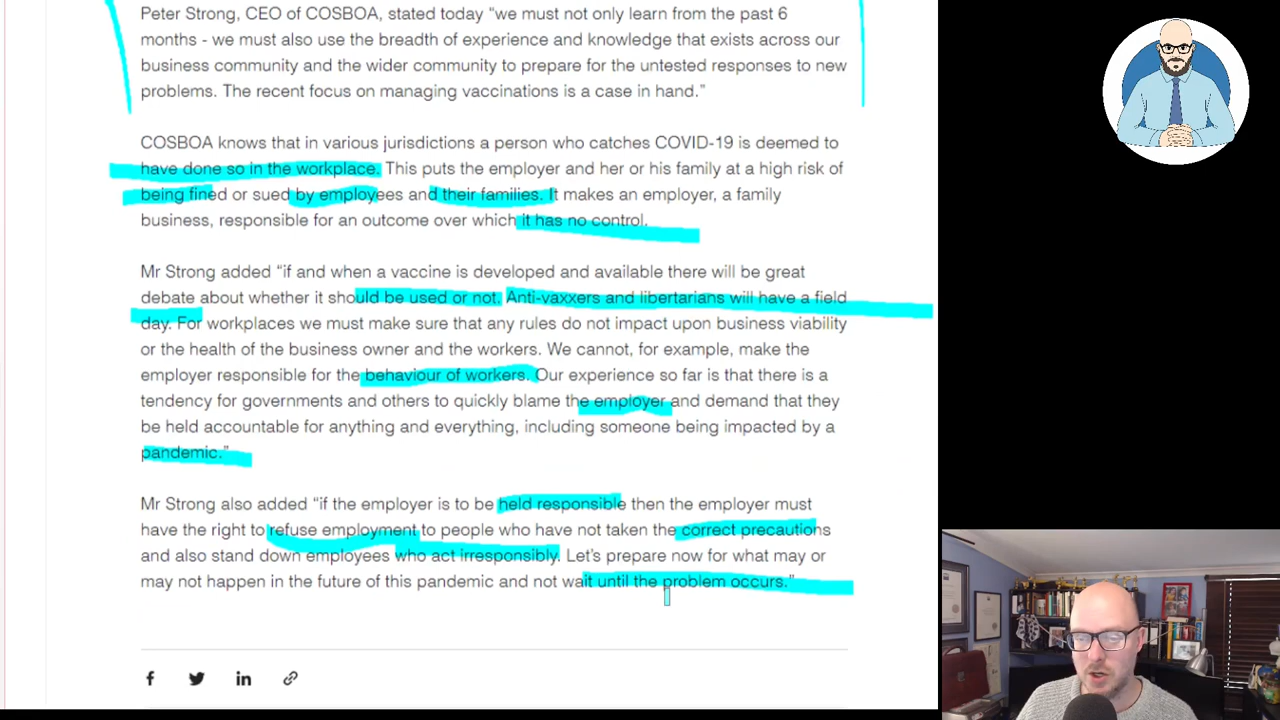 Peter Strong, CEO of COSBOA, stated today “we must not only learn from the past 6
months - we must also use the breadth of experience and knowledge that exists across our
business community and the wider community to prepare for the untested responses to new
problems. The recent focus on managing vaccinations is a case in hand.”
COSBOA knows that in various jurisdictions a person who catches COVID-19 is deemed to
have done so in the workplace. This puts the employer and her or his family at a high risk of
being fined or sued by employees and their families. It makes an employer, a family
business, responsible for an outcome over which it has no control.
Mr Strong added “if and when a vaccine is developed and available there will be great
debate about whether it should be used or not. Anti-vaxxers and libertarians will have a field
day. For workplaces we must make sure that any rules do not impact upon business viability
or the health of the business owner and the workers. We cannot, for example, make the
employer responsible for the behaviour of workers. Our experience so far is that there is a
tendency for governments and others to quickly blame the employer and demand that they
be held accountable for anything and everything, including someone being impacted by a
pandemic.”
Mr Strong also added “if the employer is to be held responsible then the employer must
have the right to refuse employment to people who have not taken the correct precautions
and also stand down employees who act irresponsibly. Let’s prepare now for what may or
may not happen in the future of this pandemic and not wait until the problem occurs.”